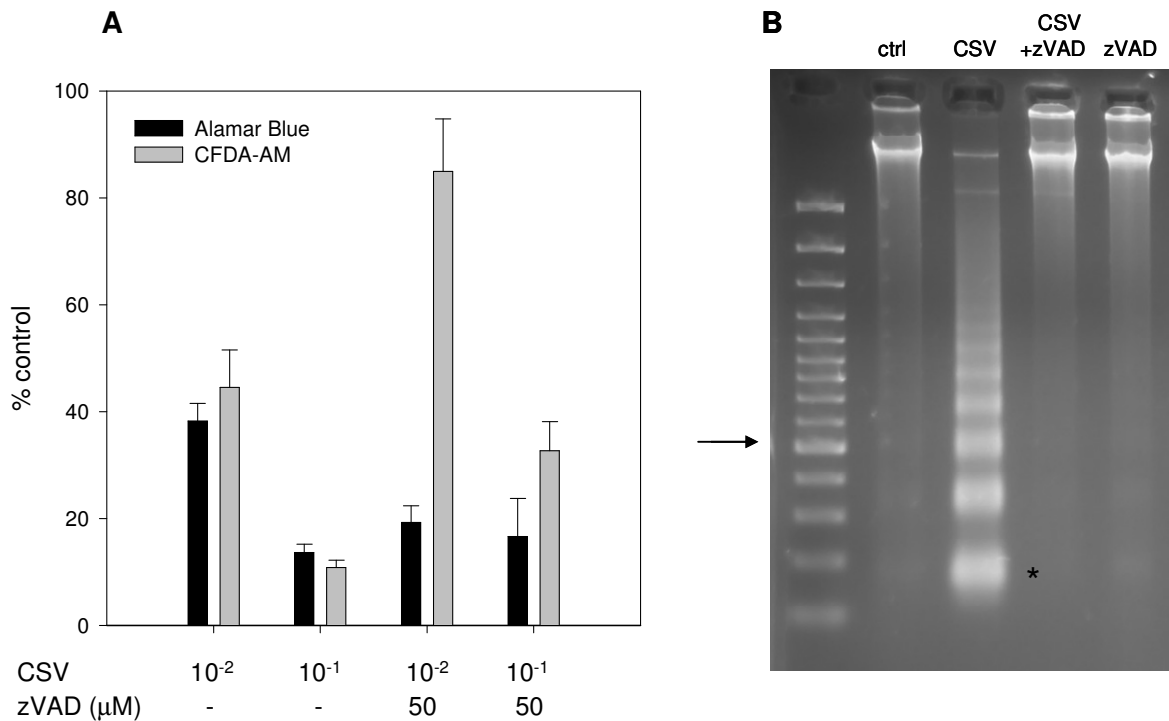 A
100
80
60
40
20
0
% control
Alamar Blue
CFDA-AM
CSV 10-2 10-1 10-2 10-1
zVAD (μM) - - 50 50
B
CSV
ctrl CSV +zVAD zVAD
*